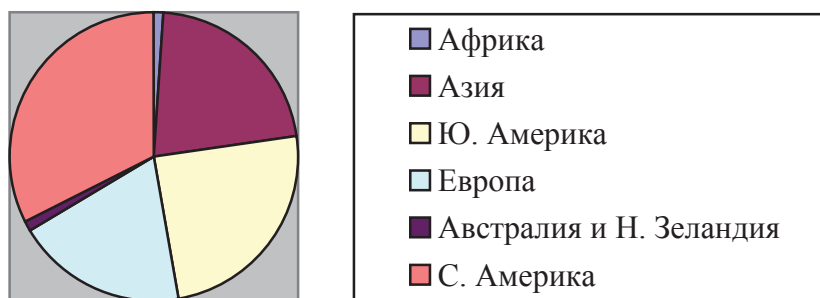 Африка
Азия
Ю. Америка
Европа
Австралия и Н. Зеландия
С. Америка